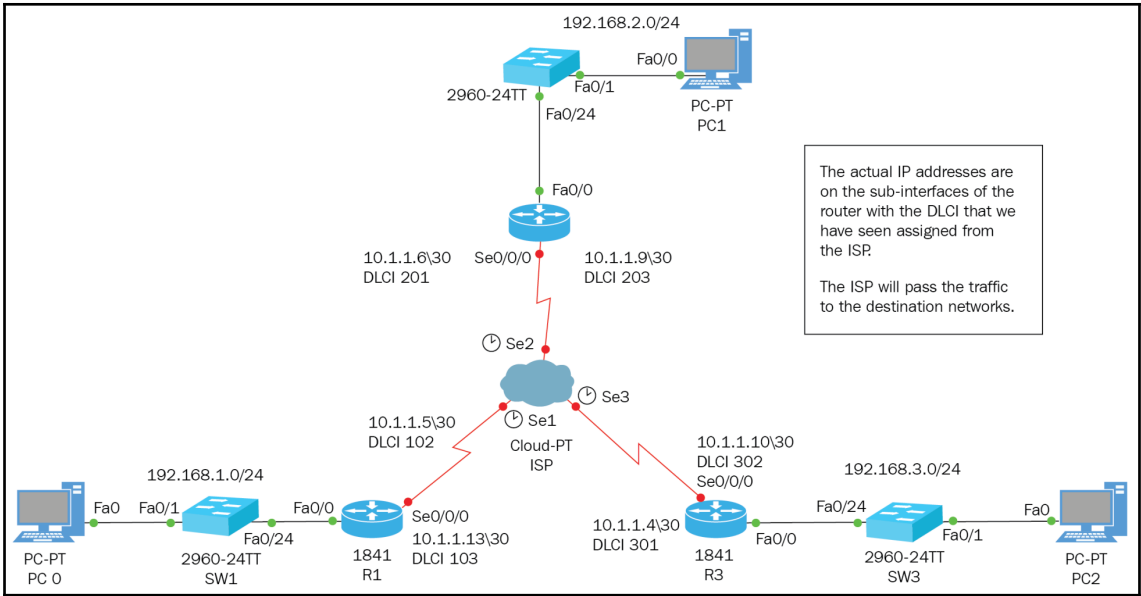 192.168.2.0/24
Fa0/0
Fa0/1
2960-24TT
Fa0/24
PC-PT
PC1
The actual IP addresses are
on the sub-interfaces of the
router with the DLCI that we
have seen assigned from
the ISP.
The ISP will pass the traffic
to the destination networks.
Fa0/0
10.1.1.6\30
DLCI 201
Se0/0/0
10.1.1.9\30
DLCI 203
Se2
Se3
Se1
Cloud-PT
ISP
10.1.1.5\30
DLCI 102
10.1.1.10\30
DLCI 302
Se0/0/0
192.168.1.0/24
192.168.3.0/24
Fa0
Fa0/1
Fa0/24
Fa0/0
Se0/0/0
10.1.1.13\30
DLCI 103
10.1.1.4\30
DLCI 301
Fa0/0
Fa0/24
Fa0/1
Fa0
PC-PT
PC 0
2960-24TT
SW1
1841
R1
1841
R3
2960-24TT
SW3
PC-PT
PC2